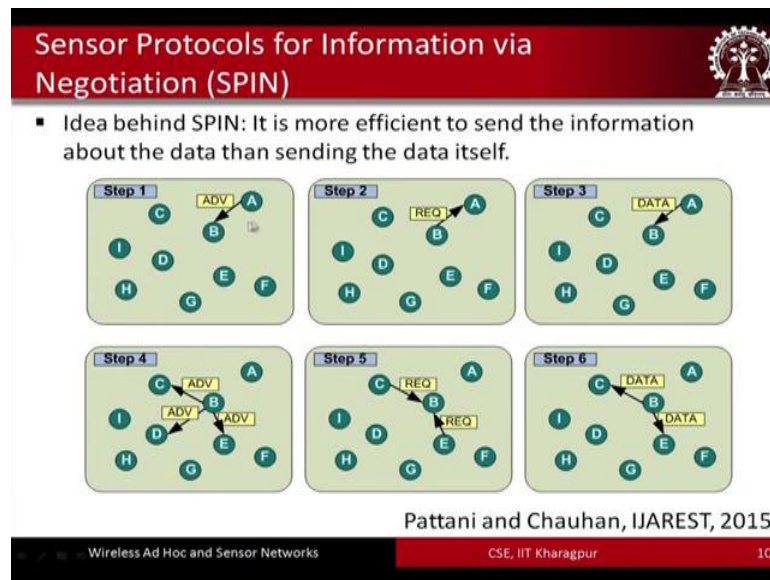 Sensor Protocols for Information via
Negotiation (SPIN)
▪ Idea behind SPIN: It is more efficient to send the information
about the data than sending the data itself.
Step 1
ADV
A
C
B
I
D
E
H
F
G
Step 2
A
C
REQ
B
I
D
E
H
F
G
Step 3
DATA
A
C
B
I
D
E
H
F
G
Step 4
A
C
ADV
B
I
ADV
ADV
D
E
H
F
G
Step 5
A
C
REQ
B
I
REQ
D
E
H
F
G
Step 6
A
C
DATA
B
I
DATA
D
E
H
F
G
Pattani and Chauhan, IJAREST, 2015
Wireless Ad Hoc and Sensor Networks
CSE, IIT Kharagpur
10